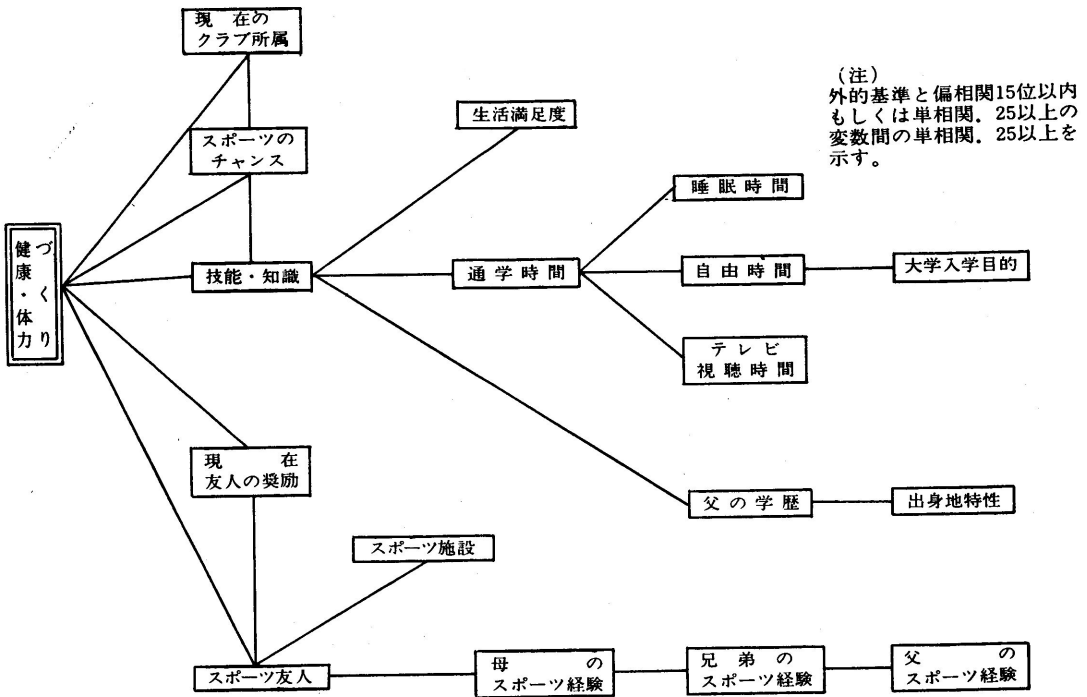 現在の
クラブ所属
スポーツの
チャンス
生活満足度
(注)
外的基準と偏相関15位以内
もしくは単相関.25以上の
変数間の単相関.25以上を
示す。
睡眠時間
健康・体力
づくり
技能・知識
通学時間
自由時間
大学入学目的
テレビ
視聴時間
現在
友人の奨励
父の学歴
出身地特性
スポーツ施設
スポーツ友人
母の
スポーツ経験
兄弟の
スポーツ経験
父の
スポーツ経験